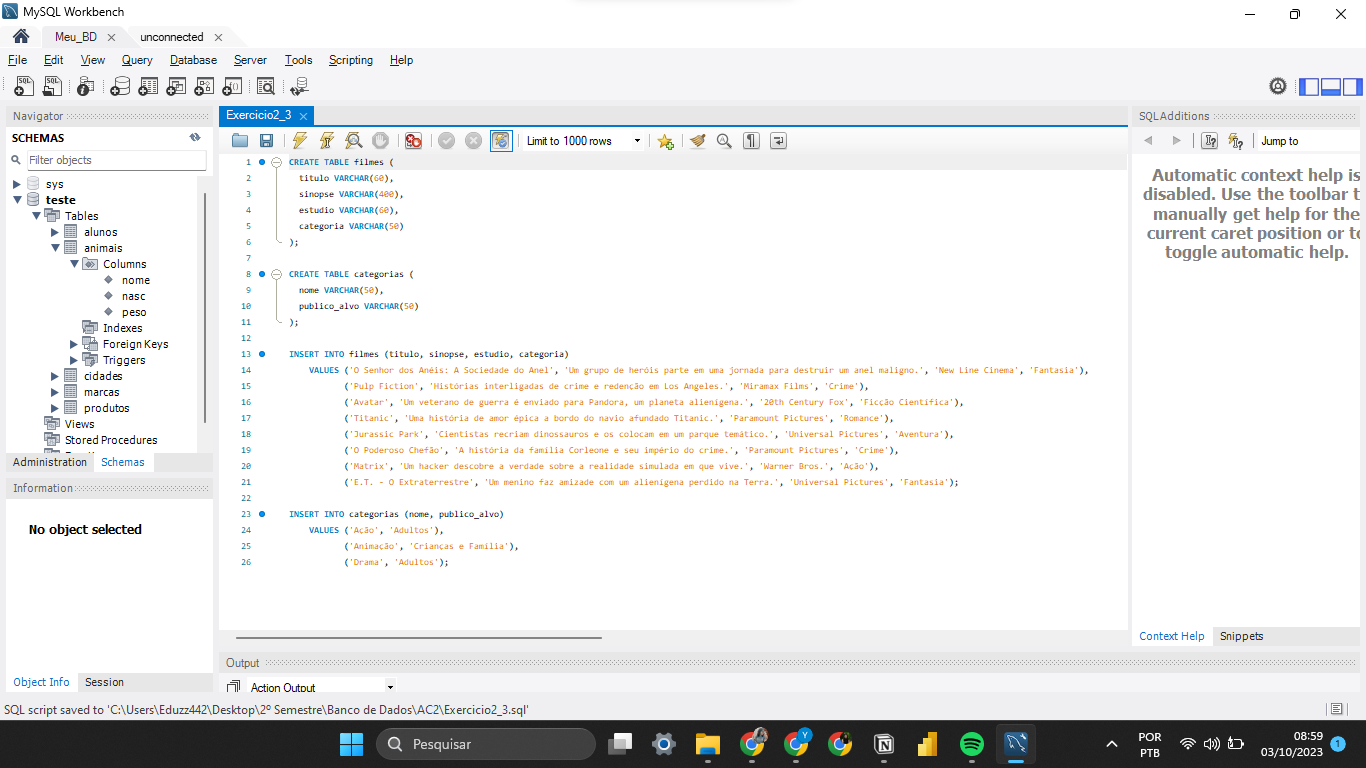 MySQL Workbench
Meu_BD
unconnected
File Edit View Query Database Server Tools Scripting Help
Navigator
SCHEMAS
Filter objects
sys
teste
Tables
alunos
animais
Columns
nome
nasc
peso
Indexes
Foreign Keys
Triggers
cidades
marcas
produtos
Views
Stored Procedures
Administration Schemas
Information
No object selected
Object Info Session
Exercicio2_3
Limit to 1000 rows
1 CREATE TABLE filmes (
2 titulo VARCHAR(60),
3 sinopse VARCHAR(400),
4 estudio VARCHAR(60),
5 categoria VARCHAR(50)
6 );
7
8 CREATE TABLE categorias (
9 nome VARCHAR(50),
10 publico_alvo VARCHAR(50)
11 );
12
13 INSERT INTO filmes (titulo, sinopse, estudio, categoria)
14 VALUES ('O Senhor dos Anéis: A Sociedade do Anel', 'Um grupo de heróis parte em uma jornada para destruir um anel maligno.', 'New Line Cinema', 'Fantasia'),
15 ('Pulp Fiction', 'Histórias interligadas de crime e redenção em Los Angeles.', 'Miramax Films', 'Crime'),
16 ('Avatar', 'Um veterano de guerra é enviado para Pandora, um planeta alienígena.', '20th Century Fox', 'Ficção Científica'),
17 ('Titanic', 'Uma história de amor épica a bordo do navio afundado Titanic.', 'Paramount Pictures', 'Romance'),
18 ('Jurassic Park', 'Cientistas recriam dinossauros e os colocam em um parque temático.', 'Universal Pictures', 'Aventura'),
19 ('O Poderoso Chefão', 'A história da família Corleone e seu império do crime.', 'Paramount Pictures', 'Crime'),
20 ('Matrix', 'Um hacker descobre a verdade sobre a realidade simulada em que vive.', 'Warner Bros.', 'Ação'),
21 ('E.T. - O Extraterrestre', 'Um menino faz amizade com um alienígena perdido na Terra.', 'Universal Pictures', 'Fantasia');
22
23 INSERT INTO categorias (nome, publico_alvo)
24 VALUES ('Ação', 'Adultos'),
25 ('Animação', 'Crianças e Família'),
26 ('Drama', 'Adultos');
Output
Action Output
SQL Additions
Jump to
Automatic context help is
disabled. Use the toolbar t
manually get help for the
current caret position or to
toggle automatic help.
Context Help Snippets
SQL script saved to 'C:\Users\Eduzz442\Desktop\2º Semestre\Banco de Dados\AC2\Exercicio2_3.sql'
Pesquisar
POR
PTB
08:59
03/10/2023
1